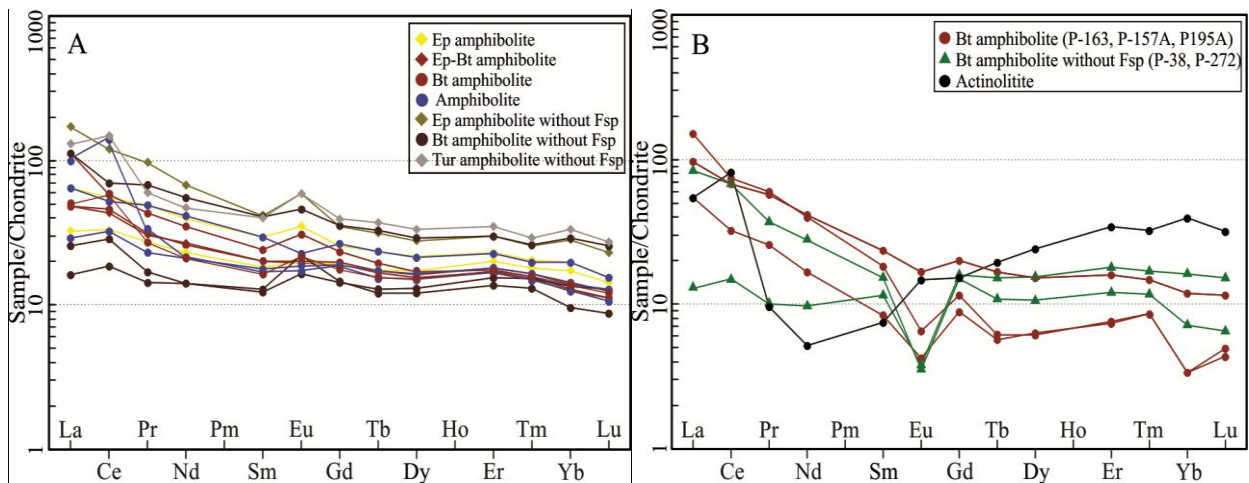 A
1000
100
10
1
Sample/Chondrite
Ep amphibolite
Ep-Bt amphibolite
Bt amphibolite
Amphibolite
Ep amphibolite without Fsp
Bt amphibolite without Fsp
Tur amphibolite without Fsp
La Pr Pm Eu Tb Ho Tm Lu
Ce Nd Sm Gd Dy Er Yb
B
1000
100
10
1
Sample/Chondrite
Bt amphibolite (P-163, P-157A, P195A)
Bt amphibolite without Fsp (P-38, P-272)
Actinolitite
La Pr Pm Eu Tb Ho Tm Lu
Ce Nd Sm Gd Dy Er Yb